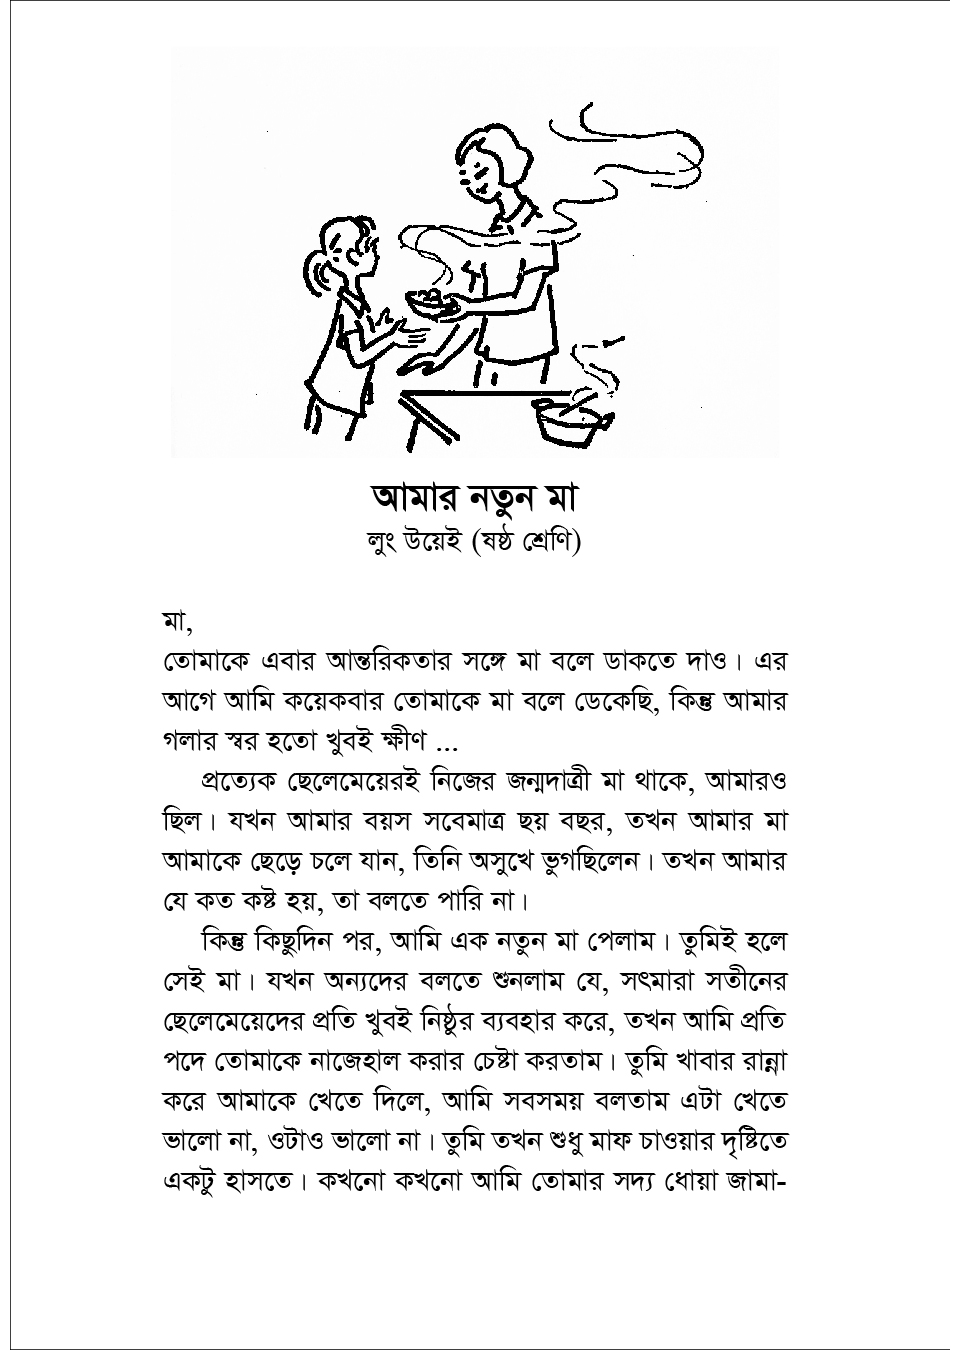 আমার নতুন মা
লুং উয়েই (ষষ্ঠ শ্রেণি)
মা,
তোমাকে এবার আন্তরিকতার সঙ্গে মা বলে ডাকতে দাও। এর
আগে আমি কয়েকবার তোমাকে মা বলে ডেকেছি, কিন্তু আমার
গলার স্বর হতো খুবই ক্ষীণ ...
প্রত্যেক ছেলেমেয়েরই নিজের জন্মদাত্রী মা থাকে, আমারও
ছিল। যখন আমার বয়স সবেমাত্র ছয় বছর, তখন আমার মা
আমাকে ছেড়ে চলে যান, তিনি অসুখে ভুগছিলেন। তখন আমার
যে কত কষ্ট হয়, তা বলতে পারি না।
কিন্তু কিছুদিন পর, আমি এক নতুন মা পেলাম। তুমিই হলে
সেই মা। যখন অন্যদের বলতে শুনলাম যে, সৎমারা সতীনের
ছেলেমেয়েদের প্রতি খুবই নিষ্ঠুর ব্যবহার করে, তখন আমি প্রতি
পদে তোমাকে নাজেহাল করার চেষ্টা করতাম। তুমি খাবার রান্না
করে আমাকে খেতে দিলে, আমি সবসময় বলতাম এটা খেতে
ভালো না, ওটাও ভালো না। তুমি তখন শুধু মাফ চাওয়ার দৃষ্টিতে
একটু হাসতে। কখনো কখনো আমি তোমার সদ্য ধোয়া জামা-